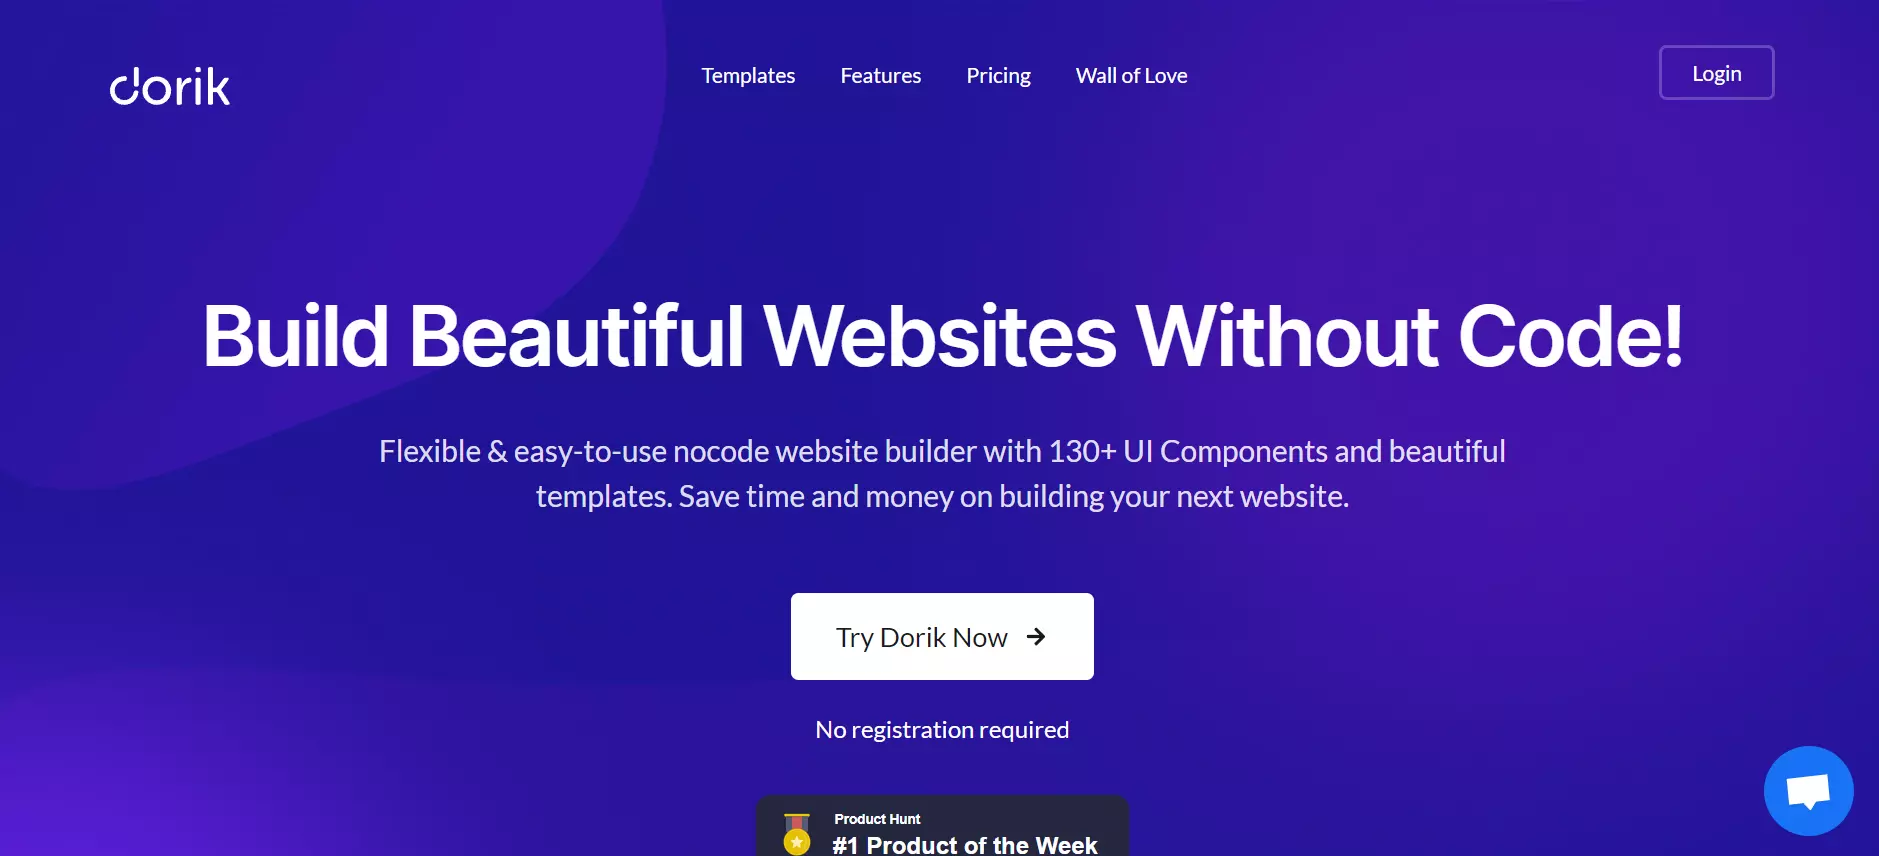 dorik
Templates
Features
Pricing
Wall of Love
Login
Build Beautiful Websites Without Code!
Flexible & easy-to-use nocode website builder with 130+ UI Components and beautiful
templates. Save time and money on building your next website.
Try Dorik Now
No registration required
Product Hunt
#1 Product of the Week